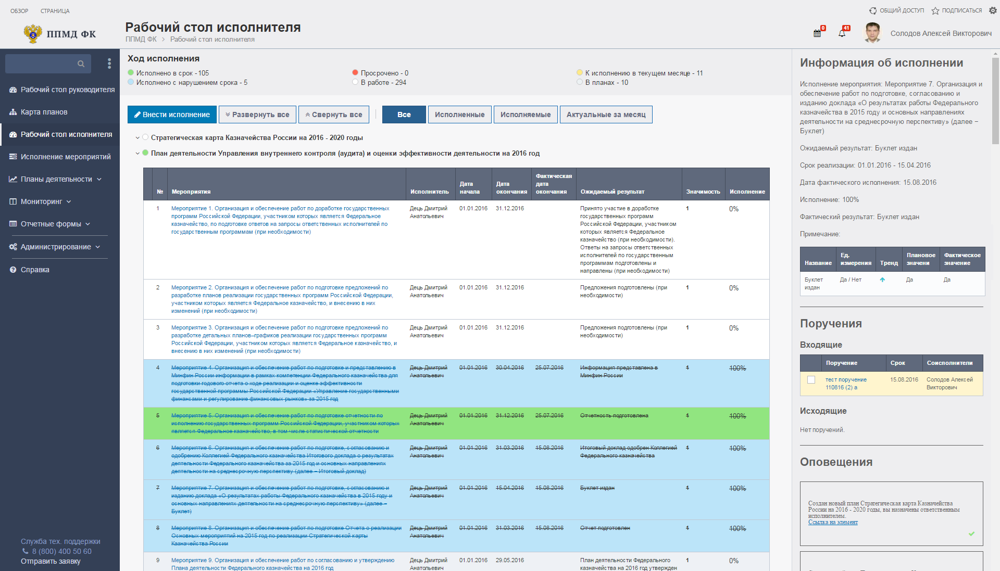 ОБЗОР СТРАНИЦА
ОБЩИЙ ДОСТУП ПОДПИСАТЬСЯ
ППМД ФК
Рабочий стол исполнителя
ППМД ФК > Рабочий стол исполнителя
0
41
Солодов Алексей Викторович
Рабочий стол руководителя
Карта планов
Рабочий стол исполнителя
Исполнение мероприятий
Планы деятельности
Мониторинг
Отчетные формы
Администрирование
Справка
Служба тех. поддержки
8 (800) 400 50 60
Отправить заявку
Ход исполнения
Исполнено в срок - 105
Просрочено - 0
К исполнению в текущем месяце - 11
Исполнено с нарушением срока - 5
В работе - 294
В планах - 10
Внести исполнение
Развернуть все
Свернуть все
Все
Исполненные
Исполняемые
Актуальные за месяц
Стратегическая карта Казначейства России на 2016 - 2020 годы
План деятельности Управления внутреннего контроля (аудита) и оценки эффективности деятельности на 2016 год
№ Мероприятия Исполнитель
Дата
начала
Дата
окончания
Фактическая
дата
окончания
Ожидаемый результат Значимость Исполнение
1
Мероприятие 1. Организация и обеспечение работ по доработке государственных
программ Российской Федерации, участником которых является Федеральное
казначейство, по подготовке ответов на запросы ответственных исполнителей по
государственным программам (при необходимости)
Дець Дмитрий
Анатольевич
01.01.2016 31.12.2016
Принято участие в доработке
государственных программ
Российской Федерации, участником
которых является Федеральное
казначейство (при необходимости).
Ответы на запросы ответственных
исполнителей по государственным
программам подготовлены и
направлены (при необходимости)
1 0%
2
Мероприятие 2. Организация и обеспечение работ по подготовке предложений по
разработке планов реализации государственных программ Российской Федерации,
участником которых является Федеральное казначейство, и внесению в них
изменений (при необходимости)
Дець Дмитрий
Анатольевич
01.01.2016 31.12.2016
Предложения подготовлены (при
необходимости)
1 0%
3
Мероприятие 3. Организация и обеспечение работ по подготовке предложений по
разработке детальных планов–графиков реализации государственных программ
Российской Федерации, участником которых является Федеральное казначейство, и
внесению в них изменений (при необходимости)
Дець Дмитрий
Анатольевич
01.01.2016 31.12.2016
Предложения подготовлены (при
необходимости)
1 0%
4
Мероприятие 4. Организация и обеспечение работ по подготовке и представлению в
Минфин России информации в рамках компетенции Федерального казначейства для
подготовки годового отчета о ходе реализации и оценке эффективности
государственной программы Российской Федерации «Управление государственными
финансами и регулирование финансовых рынков» за 2015 год
Дець Дмитрий
Анатольевич
01.01.2016 30.04.2016 25.07.2016
Информация представлена в
Минфин России
1 100%
5
Мероприятие 5. Организация и обеспечение работ по подготовке отчетности по
исполнению государственных программ Российской Федерации, участником которых
является Федеральное казначейство, в том числе статистической отчетности
Дець Дмитрий
Анатольевич
01.01.2016 31.12.2016 25.07.2016
Отчетность подготовлена
1 100%
6
Мероприятие 6. Организация и обеспечение работ по подготовке, согласованию и
одобрению Коллегией Федерального казначейства Итогового доклада о результатах
деятельности Федерального казначейства за 2015 год и основных направлениях
деятельности на среднесрочную перспективу (далее – Итоговый доклад)
Дець Дмитрий
Анатольевич
01.01.2016 31.03.2016 15.08.2016
Итоговый доклад одобрен Коллегией
Федерального казначейства
1 100%
7
Мероприятие 7. Организация и обеспечение работ по подготовке, согласованию и
изданию доклада «О результатах работы Федерального казначейства в 2015 году и
основных направлениях деятельности на среднесрочную перспективу» (далее –
Буклет)
Дець Дмитрий
Анатольевич
01.01.2016 15.04.2016 15.08.2016
Буклет издан
1 100%
8
Мероприятие 8. Организация и обеспечение работ по подготовке Отчета о реализации
Основных мероприятий на 2015 год по реализации Стратегической карты
Казначейства России
Дець Дмитрий
Анатольевич
01.01.2016 31.03.2016 15.08.2016
Отчет подготовлен
1 100%
9
Мероприятие 9. Организация и обеспечение работ по согласованию и утверждению
Плана деятельности Федерального казначейства на 2016 год
Дець Дмитрий
Анатольевич
01.01.2016 29.05.2016
План деятельности Федерального
казначейства на 2016 год утвержден
1 0%
Информация об исполнении
Исполнение мероприятия: Мероприятие 7. Организация и
обеспечение работ по подготовке, согласованию и
изданию доклада «О результатах работы Федерального
казначейства в 2015 году и основных направлениях
деятельности на среднесрочную перспективу» (далее –
Буклет)
Ожидаемый результат: Буклет издан
Срок реализации: 01.01.2016 - 15.04.2016
Дата фактического исполнения: 15.08.2016
Исполнение: 100%
Фактический результат: Буклет издан
Примечание:
Название
Ед.
измерения
Тренд
Плановое
значени
Фактическое
значение
Буклет
издан
Да / Нет
Да
Да
Поручения
Входящие
Поручение Срок Соисполнители
тест поручение
110816 (2) а
15.08.2016
Солодов Алексей
Викторович
Исходящие
Нет поручений.
Оповещения
Создан новый план Стратегическая карта Казначейства
России на 2016 - 2020 годы, вы назначены ответственным
исполнителем.
Ссылка на элемент